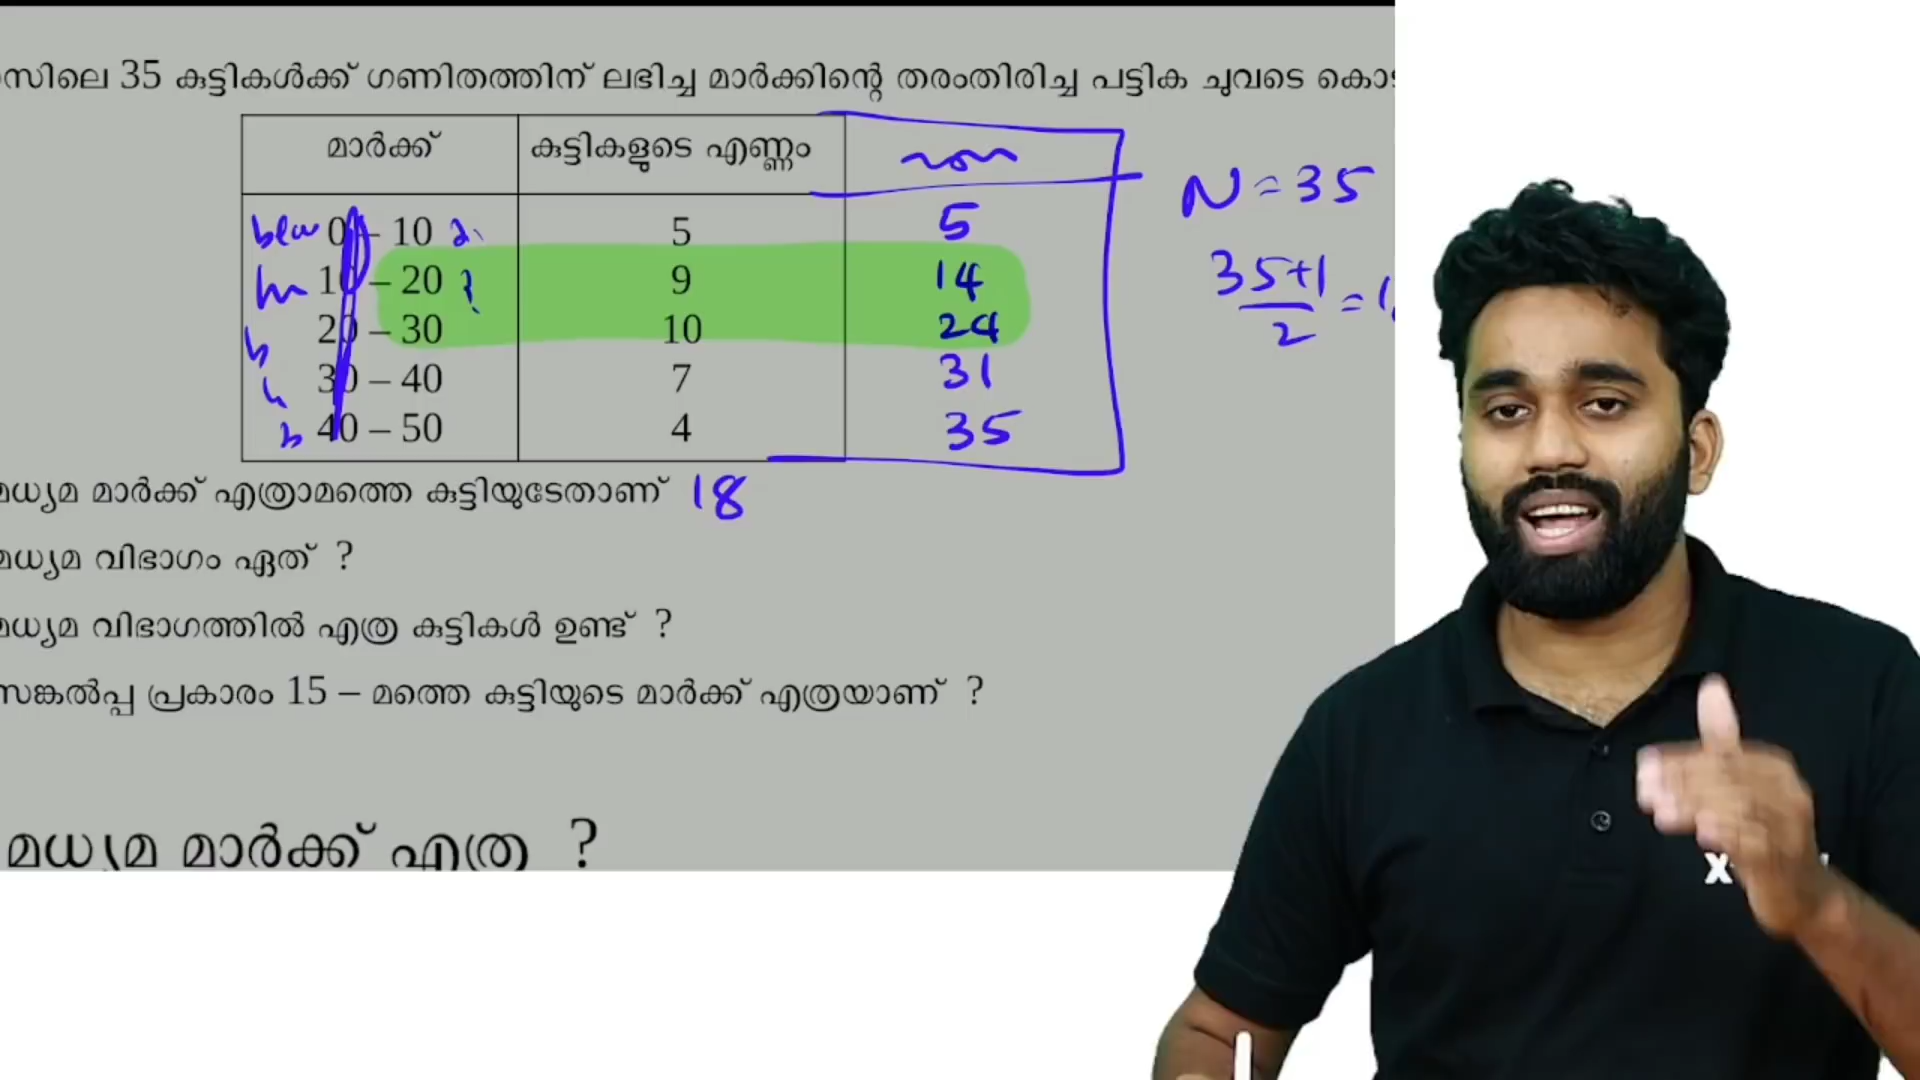 സിലെ 35 കുട്ടികൾക്ക് ഗണിതത്തിന് ലഭിച്ച മാർക്കിന്റെ തരംതിരിച്ച പട്ടിക ചുവടെ
മാർക്ക് കുട്ടികളുടെ എണ്ണം
0 – 10 5 5
10 – 20 9 14
20 – 30 10 24
30 – 40 7 31
40 – 50 4 35
N = 35
35+1
2
=
മധ്യമ മാർക്ക് എത്രാമത്തെ കുട്ടിയുടേതാണ് 18
മധ്യമ വിഭാഗം ഏത് ?
മധ്യമ വിഭാഗത്തിൽ എത്ര കുട്ടികൾ ഉണ്ട് ?
സങ്കൽപ്പ പ്രകാരം 15 – മത്തെ കുട്ടിയുടെ മാർക്ക് എത്രയാണ് ?
മധ്യമ മാർക്ക് എത്ര ?